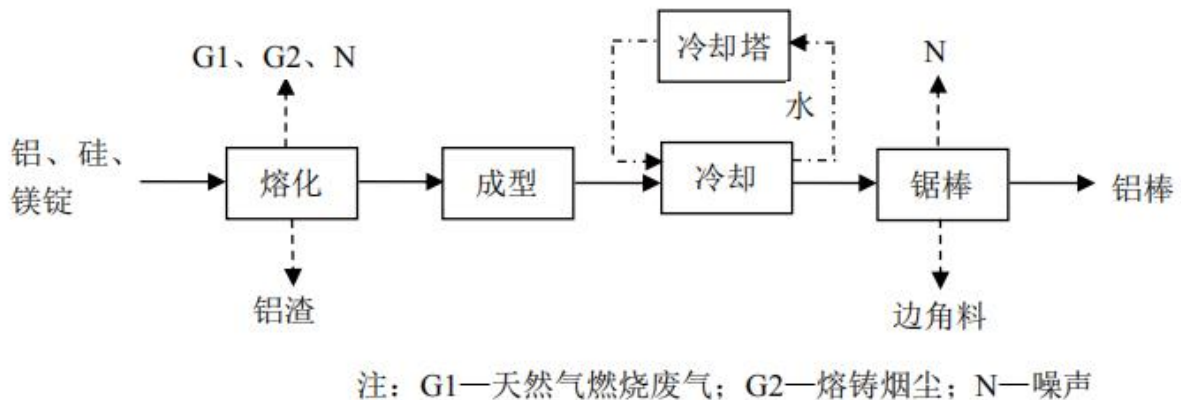 冷却塔
G1、G2、N
N
水
铝、硅、
镁锭
熔化
成型
冷却
锯棒
铝棒
铝渣
边角料
注：G1—天然气燃烧废气；G2—熔铸烟尘；N—噪声